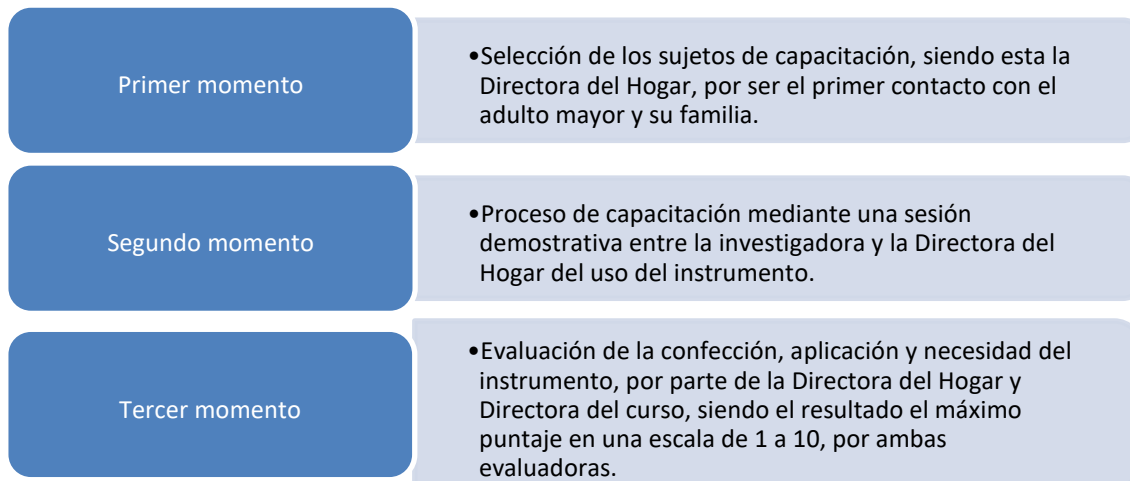 Primer momento
•Selección de los sujetos de capacitación, siendo esta la
Directora del Hogar, por ser el primer contacto con el
adulto mayor y su familia.
Segundo momento
•Proceso de capacitación mediante una sesión
demostrativa entre la investigadora y la Directora del
Hogar del uso del instrumento.
Tercer momento
•Evaluación de la confección, aplicación y necesidad del
instrumento, por parte de la Directora del Hogar y
Directora del curso, siendo el resultado el máximo
puntaje en una escala de 1 a 10, por ambas
evaluadoras.